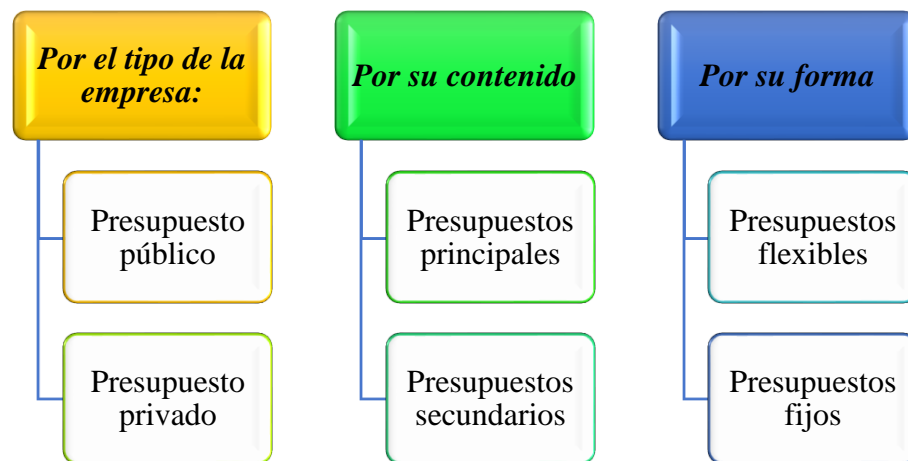 Por el tipo de la
empresa:
Presupuesto
público
Presupuesto
privado
Por su contenido
Presupuestos
principales
Presupuestos
secundarios
Por su forma
Presupuestos
flexibles
Presupuestos
fijos